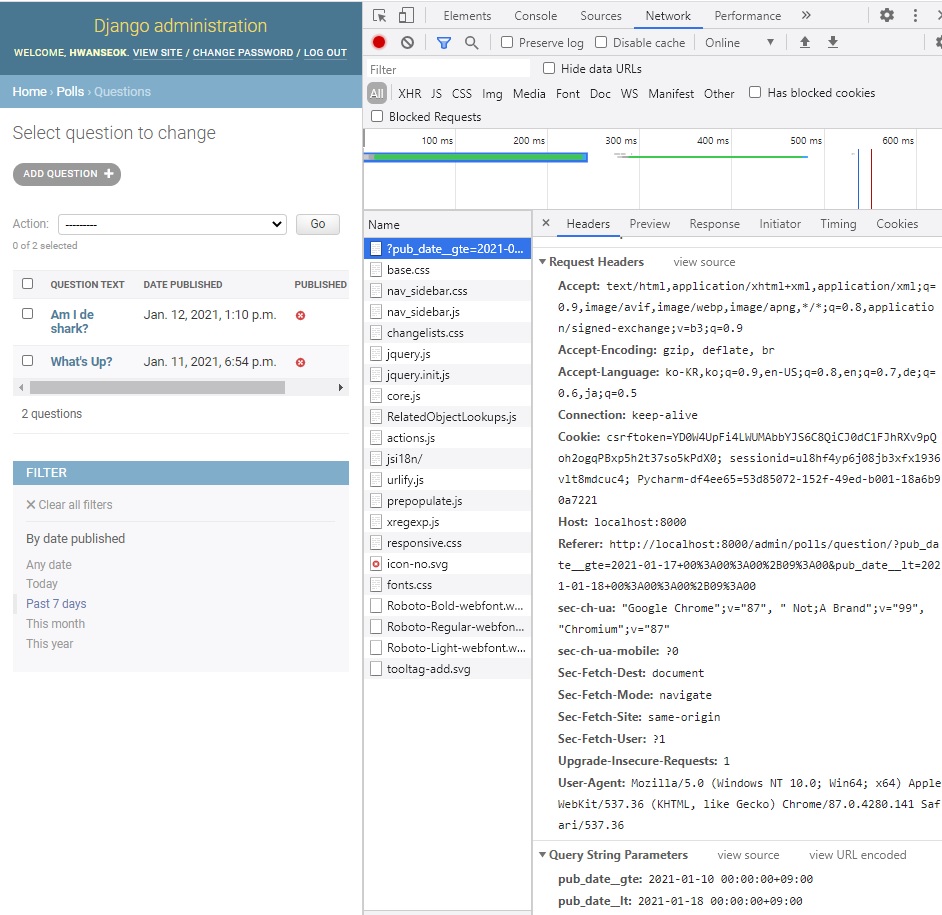 Django administration
WELCOME, HWANSEOK. VIEW SITE / CHANGE PASSWORD / LOG OUT
Home › Polls › Questions
Select question to change
ADD QUESTION +
Action: --------- Go
0 of 2 selected
QUESTION TEXT DATE PUBLISHED PUBLISHED
Am I de
shark?
Jan. 12, 2021, 1:10 p.m.
What's Up? Jan. 11, 2021, 6:54 p.m.
2 questions
FILTER
✕ Clear all filters
By date published
Any date
Today
Past 7 days
This month
This year
Elements Console Sources Network Performance »
Preserve log Disable cache Online ▼
Filter Hide data URLs
All XHR JS CSS Img Media Font Doc WS Manifest Other Has blocked cookies
Blocked Requests
100 ms 200 ms 300 ms 400 ms 500 ms 600 ms
Name
?pub_date__gte=2021-0...
base.css
nav_sidebar.css
nav_sidebar.js
changelists.css
jquery.js
jquery.init.js
core.js
RelatedObjectLookups.js
actions.js
jsi18n/
urlify.js
prepopulate.js
xregexp.js
responsive.css
icon-no.svg
fonts.css
Roboto-Bold-webfont.w...
Roboto-Regular-webfon...
Roboto-Light-webfont.w...
tooltag-add.svg
× Headers Preview Response Initiator Timing Cookies
▼ Request Headers view source
Accept: text/html,application/xhtml+xml,application/xml;q=
0.9,image/avif,image/webp,image/apng,*/*;q=0.8,applicatio
n/signed-exchange;v=b3;q=0.9
Accept-Encoding: gzip, deflate, br
Accept-Language: ko-KR,ko;q=0.9,en-US;q=0.8,en;q=0.7,de;q=
0.6,ja;q=0.5
Connection: keep-alive
Cookie: csrftoken=YD0W4UpFi4LWUMAbbYJS6C8QiCJ0dC1FJhRXv9pQ
oh2ogqPBxp5h2t37so5kPdX0; sessionid=ul8hf4yp6j08jb3xfx1936
vlt8mdcuc4; Pycharm-df4ee65=53d85072-152f-49ed-b001-18a6b9
0a7221
Host: localhost:8000
Referer: http://localhost:8000/admin/polls/question/?pub_da
te__gte=2021-01-17+00%3A00%3A00%2B09%3A00&pub_date__lt=202
1-01-18+00%3A00%3A00%2B09%3A00
sec-ch-ua: "Google Chrome";v="87", " Not;A Brand";v="99",
"Chromium";v="87"
sec-ch-ua-mobile: ?0
Sec-Fetch-Dest: document
Sec-Fetch-Mode: navigate
Sec-Fetch-Site: same-origin
Sec-Fetch-User: ?1
Upgrade-Insecure-Requests: 1
User-Agent: Mozilla/5.0 (Windows NT 10.0; Win64; x64) Apple
WebKit/537.36 (KHTML, like Gecko) Chrome/87.0.4280.141 Saf
ari/537.36
▼ Query String Parameters view source view URL encoded
pub_date__gte: 2021-01-10 00:00:00+09:00
pub_date__lt: 2021-01-18 00:00:00+09:00